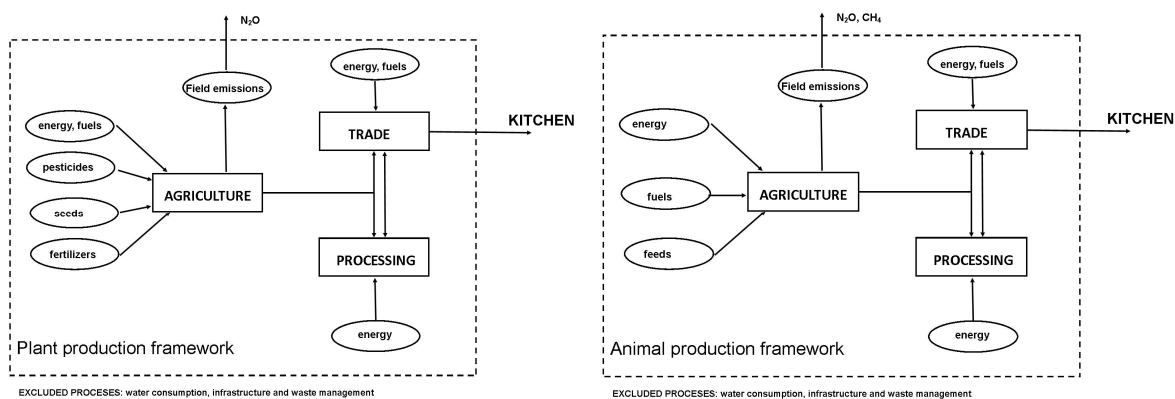 N₂O
energy, fuels
Field emissions
KITCHEN
TRADE
energy, fuels
pesticides
AGRICULTURE
seeds
fertilizers
PROCESSING
energy
Plant production framework
EXCLUDED PROCESES: water consumption, infrastructure and waste management
N₂O, CH₄
energy, fuels
Field emissions
KITCHEN
TRADE
energy
AGRICULTURE
fuels
feeds
PROCESSING
energy
Animal production framework
EXCLUDED PROCESES: water consumption, infrastructure and waste management